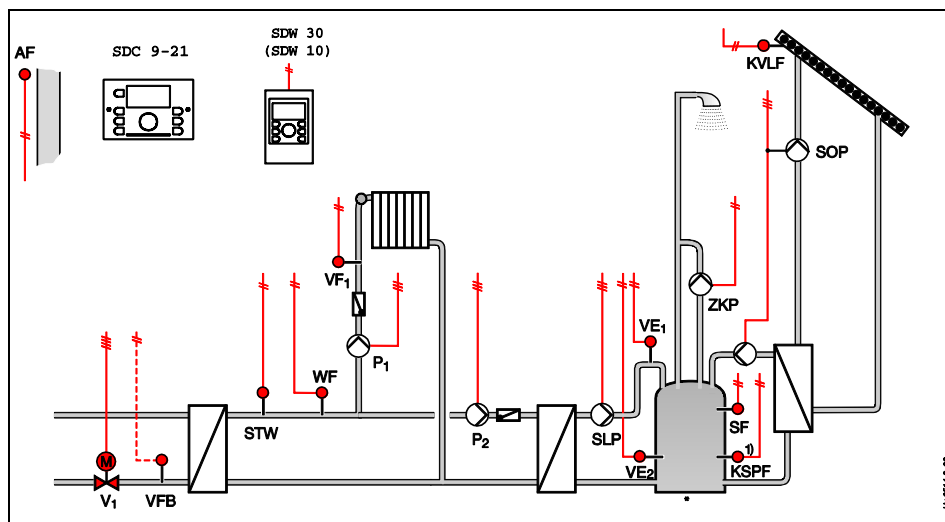 SDW 30
AF
SDC 9-21
(SDW 10)
KVLF
SOP
VF1
ZKP
VE1
P1
WF
STW
P2
SLP
SF
1)
VE2
KSPF
M
V1
VFB
*